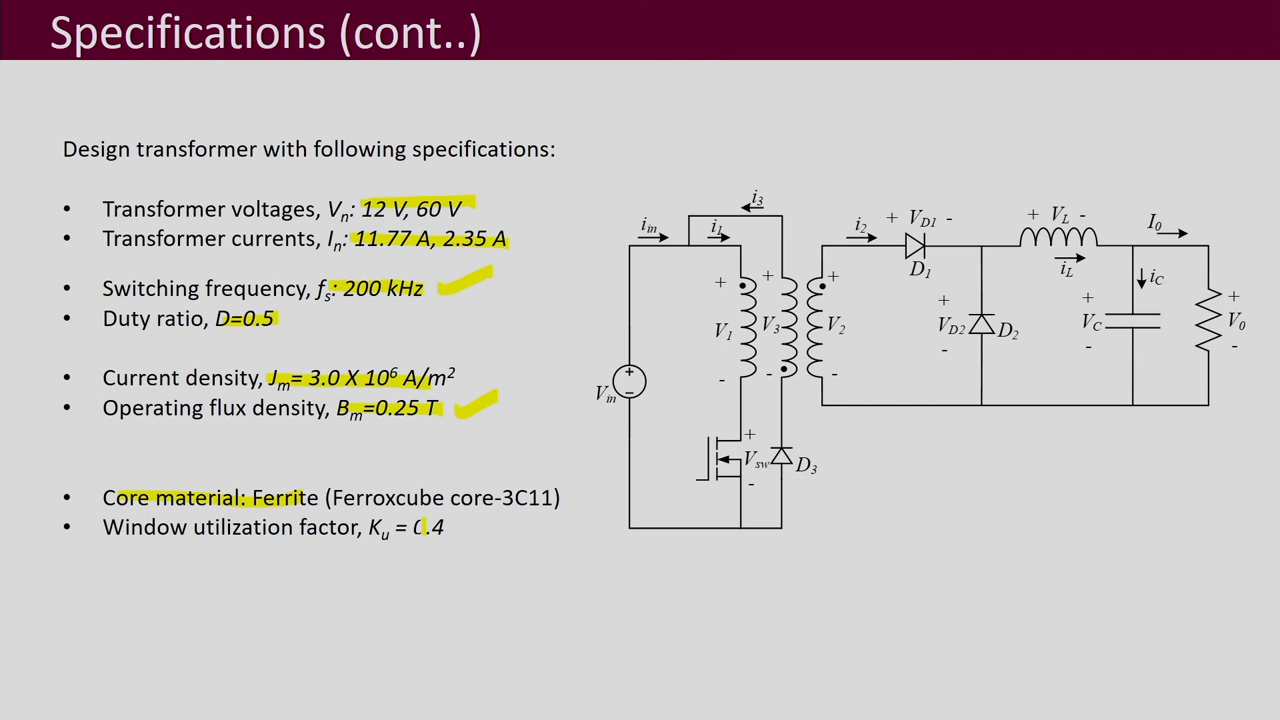 Specifications (cont..)
Design transformer with following specifications:
• Transformer voltages, Vn: 12 V, 60 V
• Transformer currents, In: 11.77 A, 2.35 A
• Switching frequency, fs: 200 kHz
• Duty ratio, D=0.5
• Current density, Jm= 3.0 X 10⁶ A/m²
• Operating flux density, Bm=0.25 T
• Core material: Ferrite (Ferroxcube core-3C11)
• Window utilization factor, Ku = 0.4
i3
iin
i1
i2
+ VD1 -
D1
+ VL -
iL
I0
iC
+
V1
-
+
V3
-
+
V2
-
+
VD2
-
D2
+
VC
-
+
V0
-
Vin
+
-
+
Vsw
-
D3